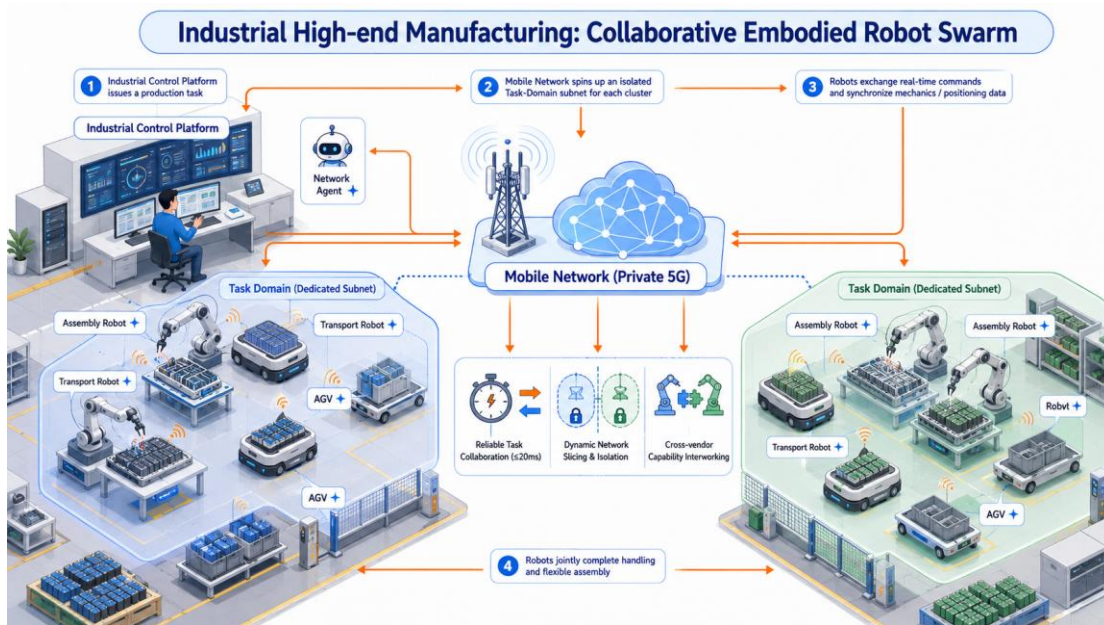 Industrial High-end Manufacturing: Collaborative Embodied Robot Swarm
1
Industrial Control Platform
issues a production task
2
Mobile Network spins up an isolated
Task-Domain subnet for each cluster
3
Robots exchange real-time commands
and synchronize mechanics / positioning data
Industrial Control Platform
Network
Agent
Mobile Network (Private 5G)
Task Domain (Dedicated Subnet)
Assembly Robot
Transport Robot
Transport Robot
AGV
AGV
Task Domain (Dedicated Subnet)
Assembly Robot
Assembly Robot
Robvt
Transport Robot
AGV
Reliable Task
Collaboration (≤20ms)
Dynamic Network
Slicing & Isolation
Cross-vendor
Capability Interworking
4
Robots jointly complete handling
and flexible assembly